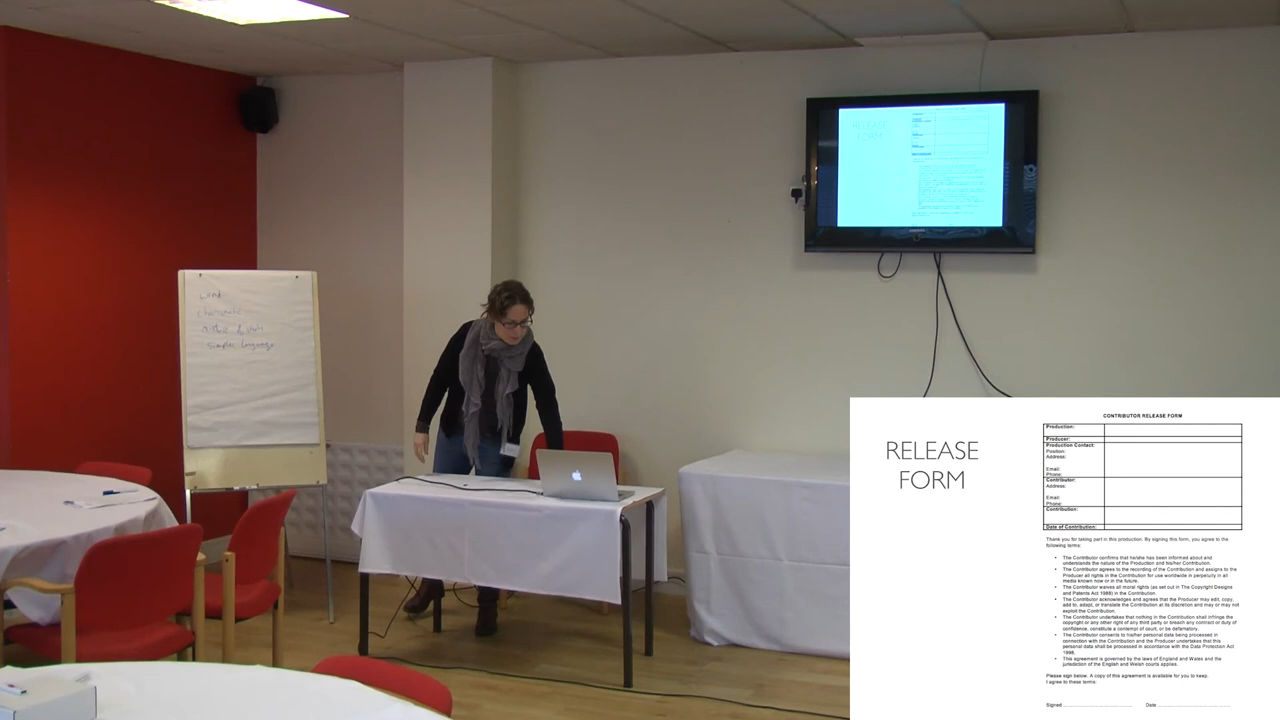 simple language
RELEASE
FORM
RELEASE
FORM
CONTRIBUTOR RELEASE FORM
Production:
Producer:
Production Contact:
Position:
Address:
Email:
Phone:
Contributor:
Address:
Email:
Phone:
Contribution:
Date of Contribution:
Thank you for taking part in this production. By signing this form, you agree to the
following terms:
• The Contributor confirms that he/she has been informed about and
understands the nature of the Production and his/her Contribution.
• The Contributor agrees to the recording of the Contribution and assigns to the
Producer all rights in the Contribution for use worldwide in perpetuity in all
media known now or in the future.
• The Contributor waives all moral rights (as set out in The Copyright Designs
and Patents Act 1988) in the Contribution.
• The Contributor acknowledges and agrees that the Producer may edit, copy,
add to, adapt, or translate the Contribution at its discretion and may or may not
exploit the Contribution.
• The Contributor undertakes that nothing in the Contribution shall infringe the
copyright or any other right of any third party or breach any contract or duty of
confidence, constitute a contempt of court, or be defamatory.
• The Contributor consents to his/her personal data being processed in
connection with the Contribution and the Producer undertakes that this
personal data shall be processed in accordance with the Data Protection Act
1998.
• This agreement is governed by the laws of England and Wales and the
jurisdiction of the English and Welsh courts applies.
Please sign below. A copy of this agreement is available for you to keep.
I agree to these terms:
Signed ........................ Date ........................